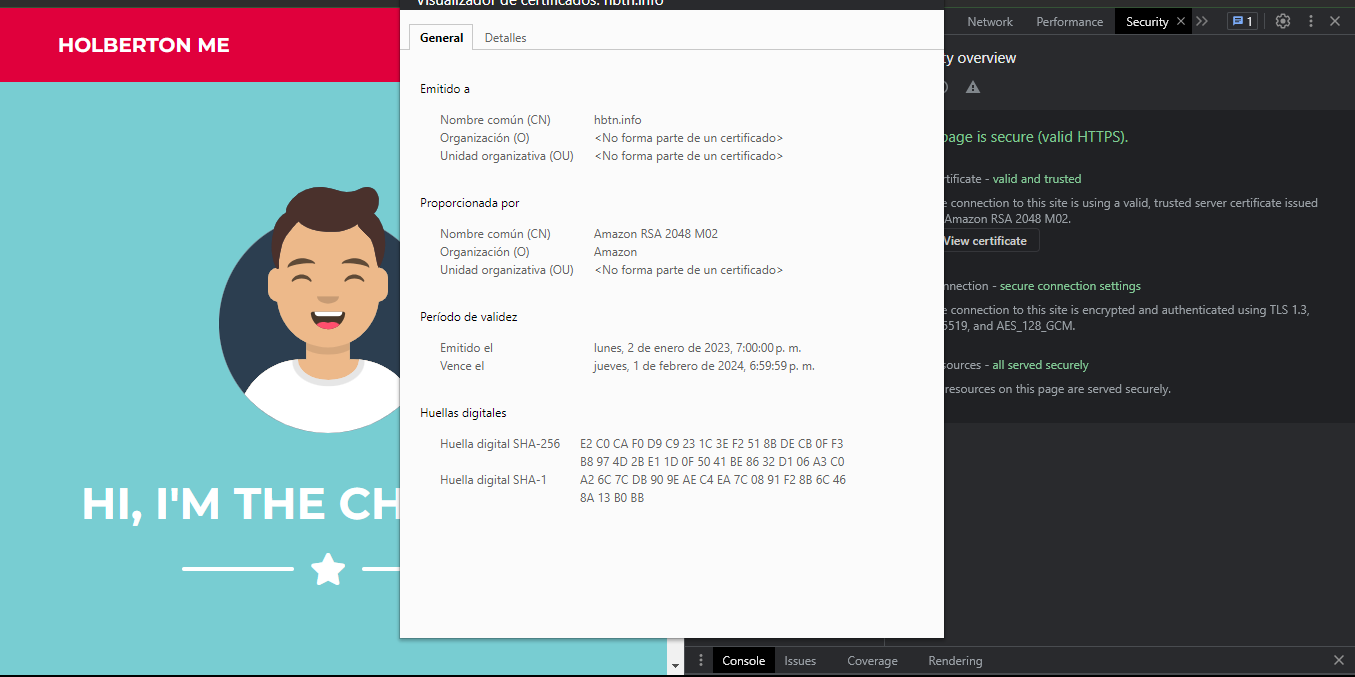 HOLBERTON ME
HI, I'M THE CH
Visualizador de certificados: hbtn.info
General Detalles
Emitido a
Nombre común (CN) hbtn.info
Organización (O) <No forma parte de un certificado>
Unidad organizativa (OU) <No forma parte de un certificado>
Proporcionada por
Nombre común (CN) Amazon RSA 2048 M02
Organización (O) Amazon
Unidad organizativa (OU) <No forma parte de un certificado>
Período de validez
Emitido el lunes, 2 de enero de 2023, 7:00:00 p. m.
Vence el jueves, 1 de febrero de 2024, 6:59:59 p. m.
Huellas digitales
Huella digital SHA-256 E2 C0 CA F0 D9 C9 23 1C 3E F2 51 8B DE CB 0F F3
B8 97 4D 2B E1 1D 0F 50 41 BE 86 32 D1 06 A3 C0
Huella digital SHA-1 A2 6C 7C DB 90 9E AE C4 EA 7C 08 91 F2 8B 6C 46
8A 13 B0 BB
Network Performance Security 1
ty overview
page is secure (valid HTTPS).
rtificate - valid and trusted
e connection to this site is using a valid, trusted server certificate issued
Amazon RSA 2048 M02.
View certificate
nnection - secure connection settings
e connection to this site is encrypted and authenticated using TLS 1.3,
5519, and AES_128_GCM.
sources - all served securely
resources on this page are served securely.
Console Issues Coverage Rendering